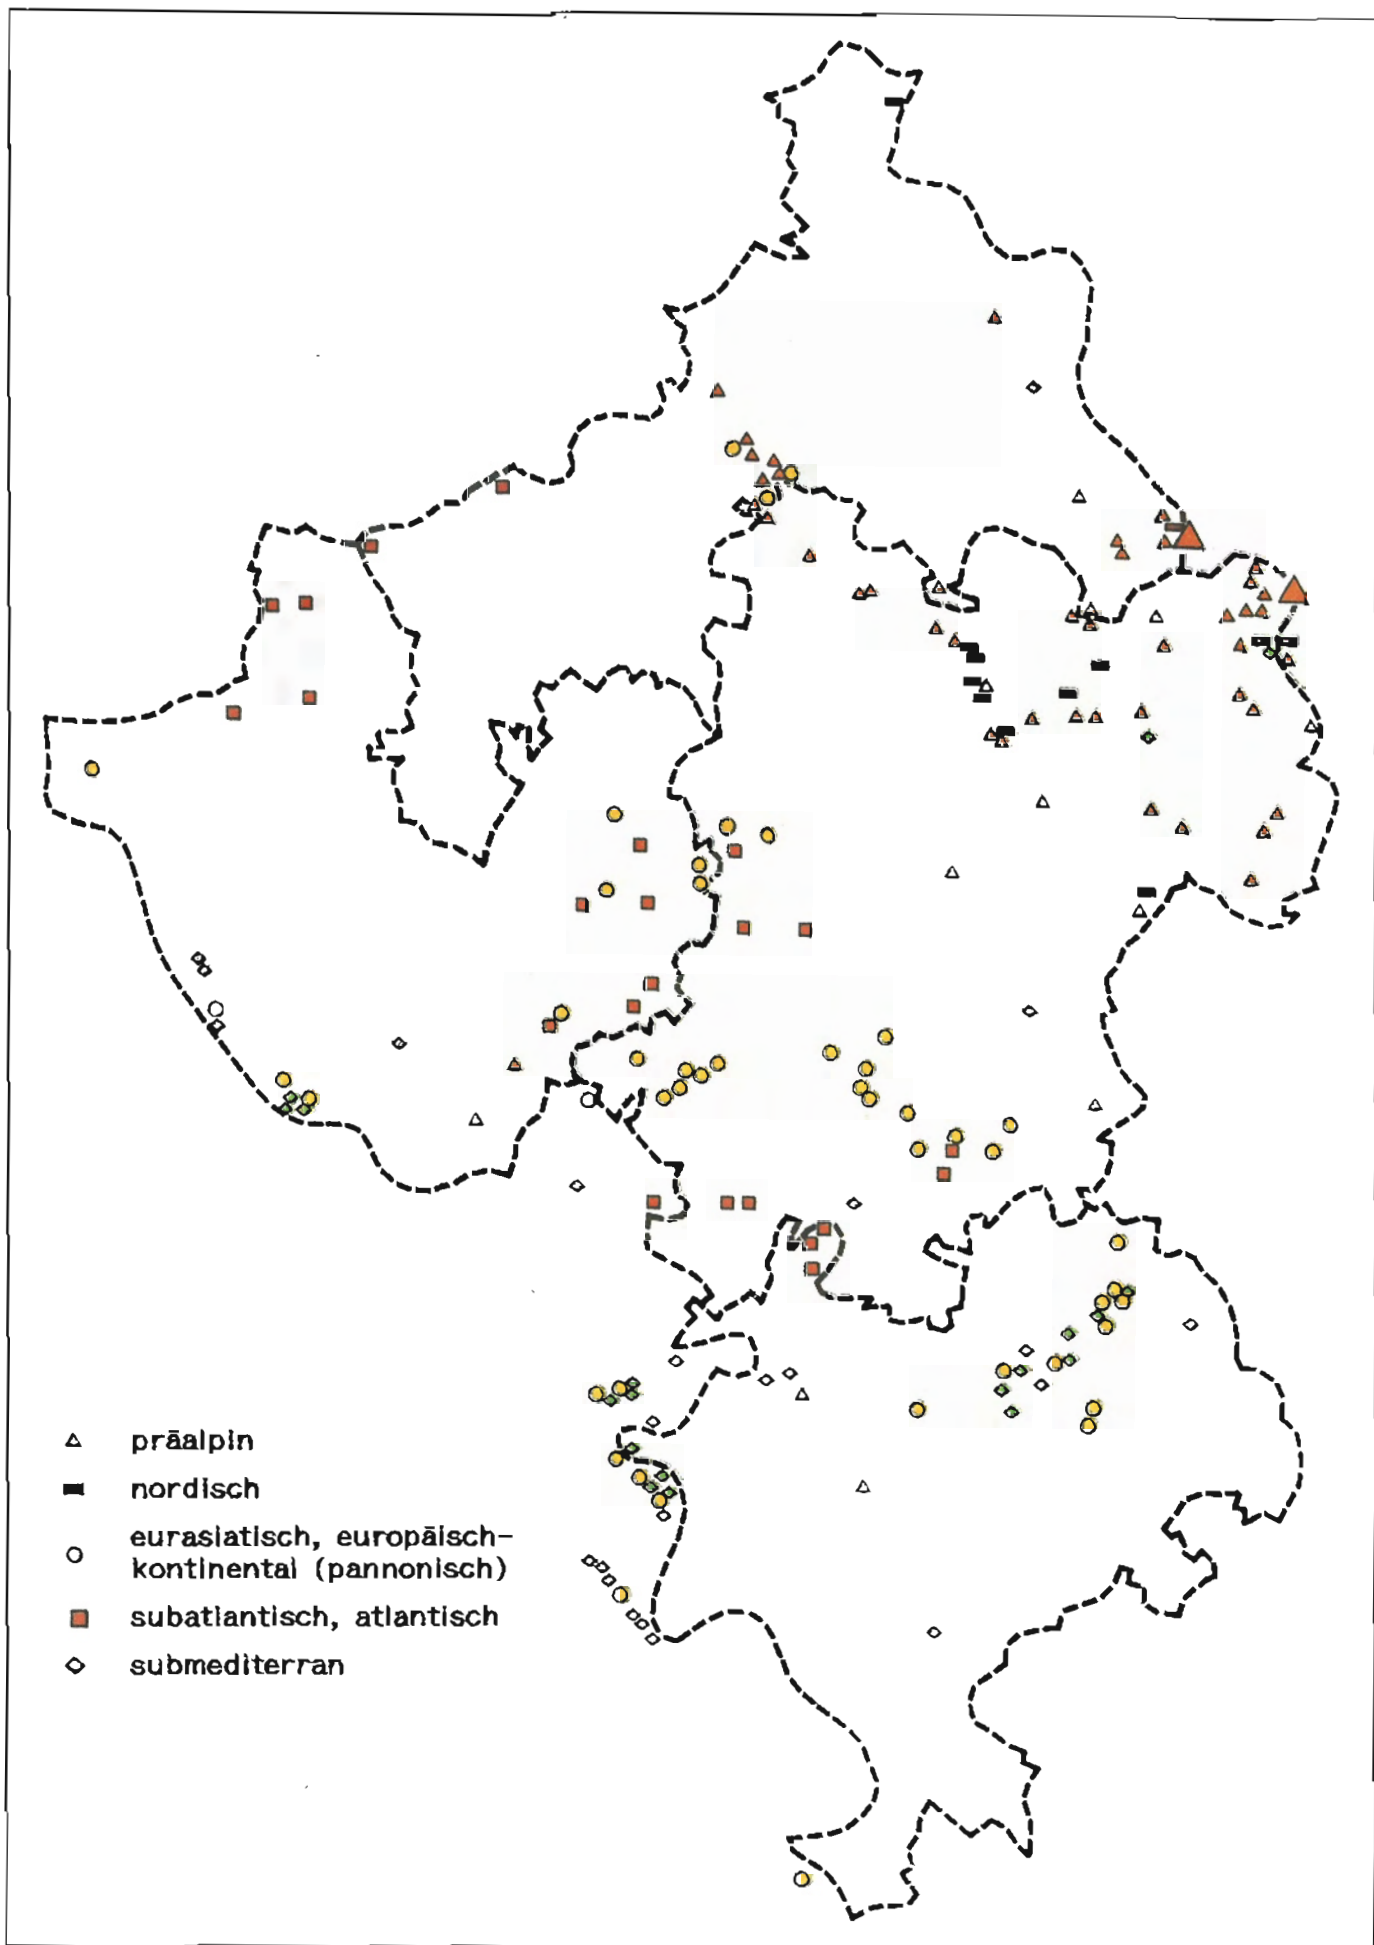 präalpin
nordisch
eurasiatisch, europäisch-
kontinental (pannonisch)
subatlantisch, atlantisch
submediterran